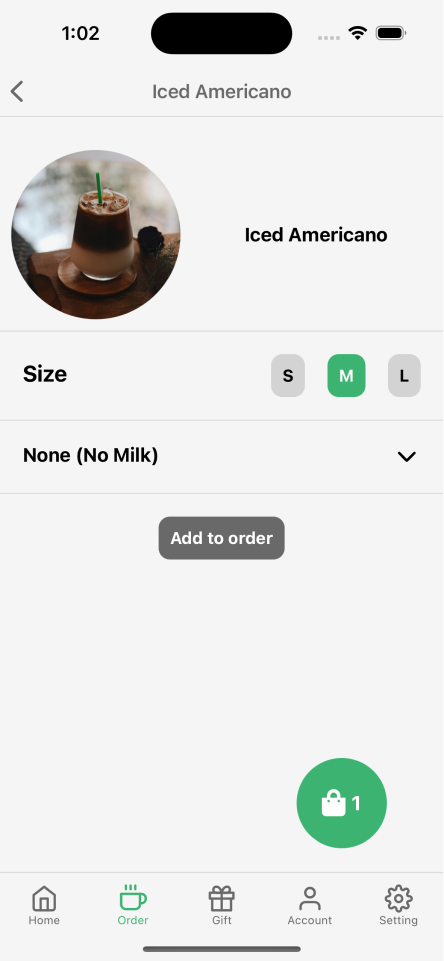 1:02
Iced Americano
Iced Americano
Size
S M L
None (No Milk)
Add to order
1
Home Order Gift Account Setting